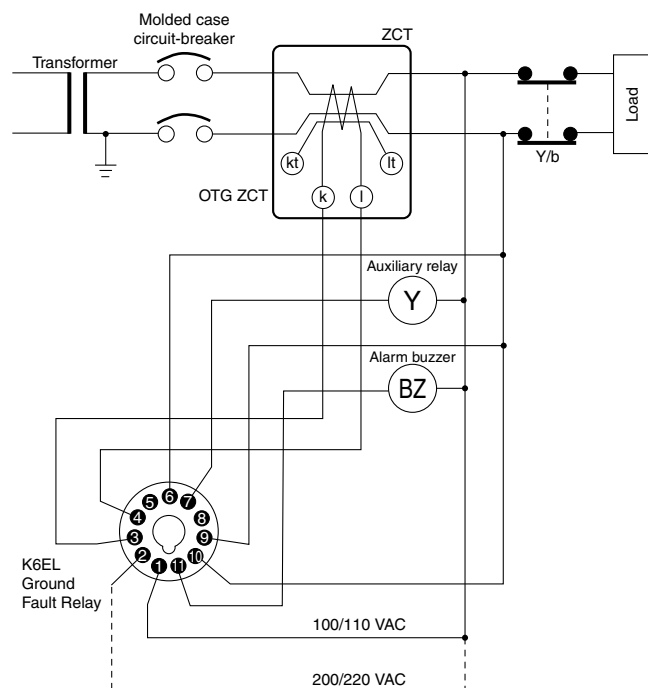 Molded case
circuit-breaker
ZCT
Transformer
Load
Y/b
kt
lt
OTG ZCT
k
l
Auxiliary relay
Y
Alarm buzzer
BZ
6
5
7
4
8
3
9
2
10
1
11
K6EL
Ground
Fault Relay
100/110 VAC
200/220 VAC